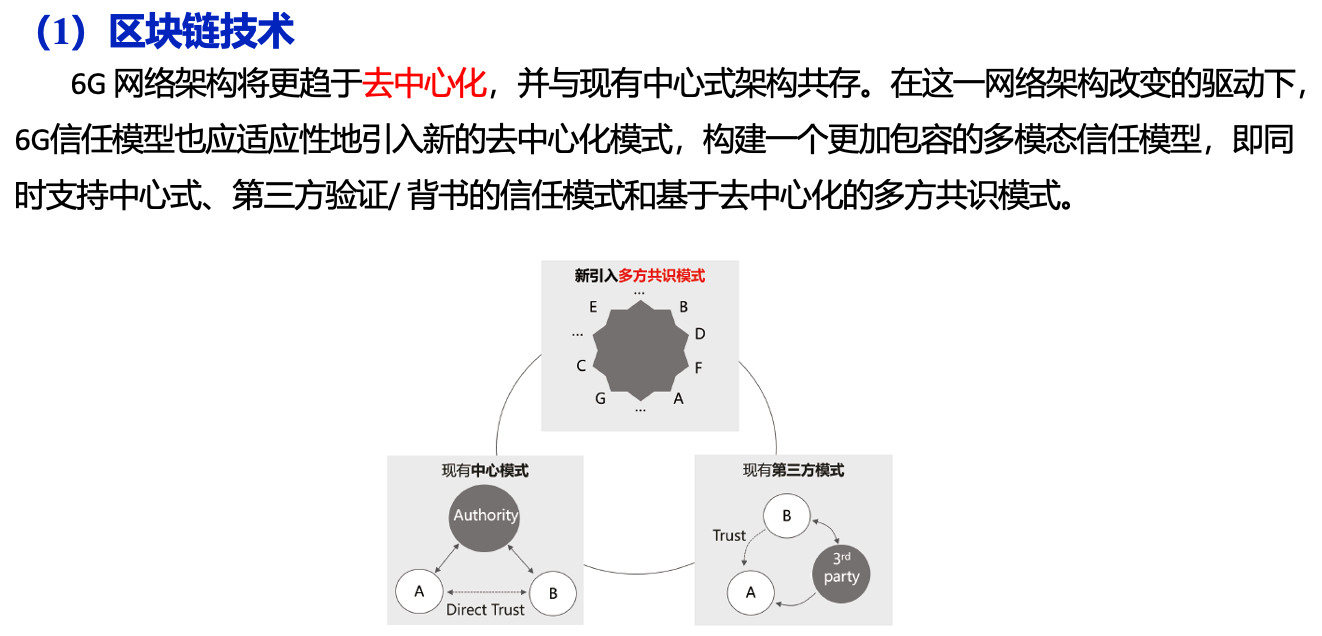 （1）区块链技术
6G 网络架构将更趋于去中心化，并与现有中心式架构共存。在这一网络架构改变的驱动下，
6G信任模型也应适应性地引入新的去中心化模式，构建一个更加包容的多模态信任模型，即同
时支持中心式、第三方验证/ 背书的信任模式和基于去中心化的多方共识模式。
新引入多方共识模式
...
E
B
...
D
C
F
G
A
...
现有中心模式
Authority
A
B
Direct Trust
现有第三方模式
B
Trust
3rd
party
A